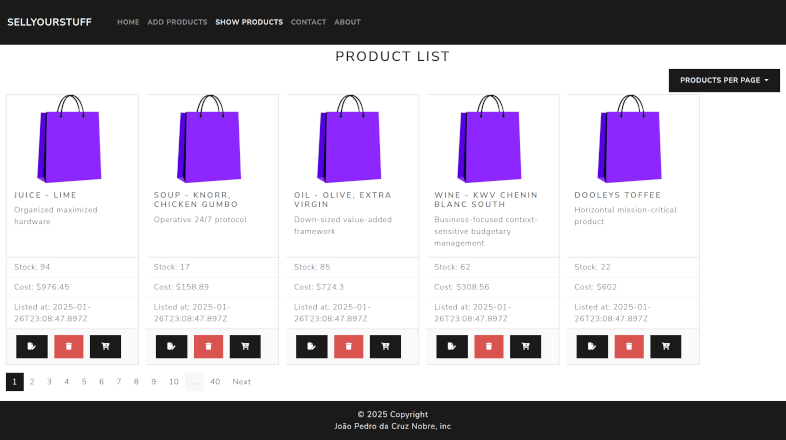 SELLYOURSTUFF HOME ADD PRODUCTS SHOW PRODUCTS CONTACT ABOUT
PRODUCT LIST
PRODUCTS PER PAGE
JUICE - LIME
Organized maximized
hardware
Stock: 94
Cost: $976.45
Listed at: 2025-01-
26T23:08:47.897Z
SOUP - KNORR,
CHICKEN GUMBO
Operative 24/7 protocol
Stock: 17
Cost: $158.89
Listed at: 2025-01-
26T23:08:47.897Z
OIL - OLIVE, EXTRA
VIRGIN
Down-sized value-added
framework
Stock: 85
Cost: $724.3
Listed at: 2025-01-
26T23:08:47.897Z
WINE - KWV CHENIN
BLANC SOUTH
Business-focused context-
sensitive budgetary
management
Stock: 62
Cost: $308.56
Listed at: 2025-01-
26T23:08:47.897Z
DOOLEYS TOFFEE
Horizontal mission-critical
product
Stock: 22
Cost: $602
Listed at: 2025-01-
26T23:08:47.897Z
1 2 3 4 5 6 7 8 9 10 ... 40 Next
© 2025 Copyright
João Pedro da Cruz Nobre, inc